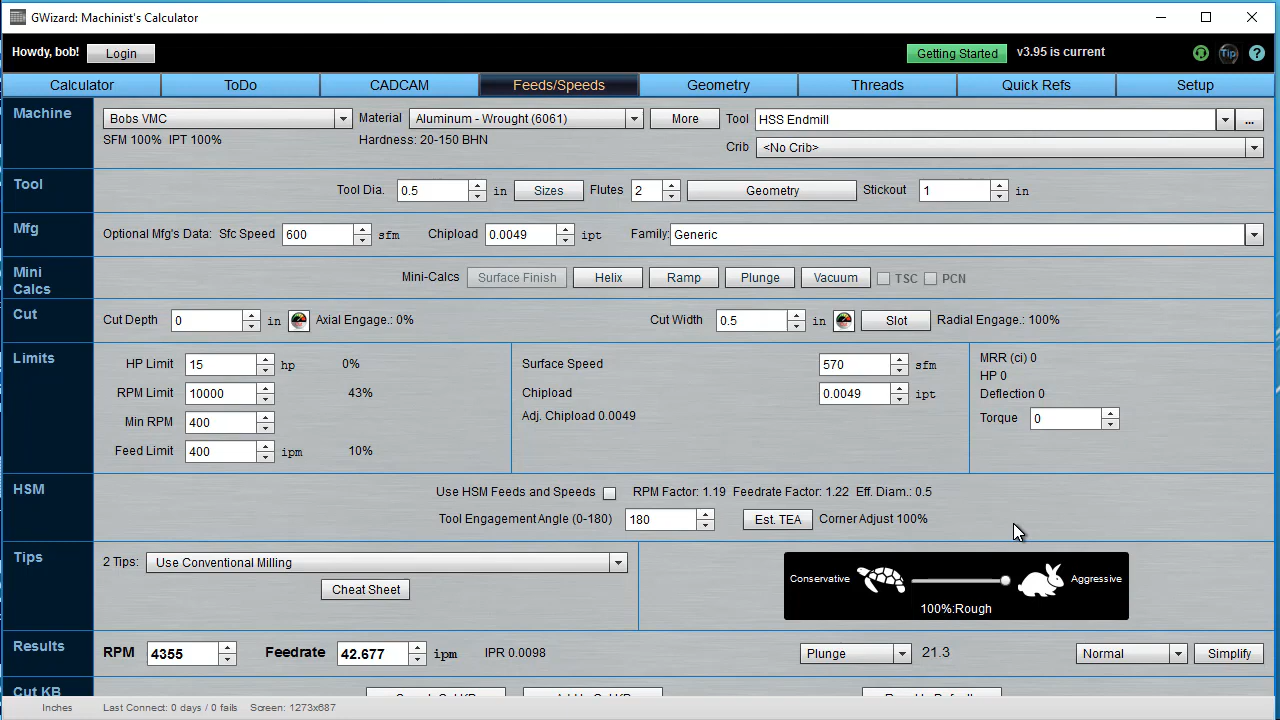 GWizard: Machinist's Calculator
Howdy, bob! Login Getting Started v3.95 is current Tip ?
Calculator ToDo CADCAM Feeds/Speeds Geometry Threads Quick Refs Setup
Machine Bobs VMC Material Aluminum - Wrought (6061) More Tool HSS Endmill ...
SFM 100% IPT 100% Hardness: 20-150 BHN Crib <No Crib>
Tool Tool Dia. 0.5 in Sizes Flutes 2 Geometry Stickout 1 in
Mfg Optional Mfg's Data: Sfc Speed 600 sfm Chipload 0.0049 ipt Family: Generic
Mini Calcs Mini-Calcs Surface Finish Helix Ramp Plunge Vacuum TSC PCN
Cut Cut Depth 0 in Axial Engage.: 0% Cut Width 0.5 in Slot Radial Engage.: 100%
Limits HP Limit 15 hp 0% Surface Speed 570 sfm MRR (ci) 0
HP 0
RPM Limit 10000 43% Chipload 0.0049 ipt Deflection 0
Adj. Chipload 0.0049 Torque 0
Min RPM 400
Feed Limit 400 ipm 10%
HSM Use HSM Feeds and Speeds RPM Factor: 1.19 Feedrate Factor: 1.22 Eff. Diam.: 0.5
Tool Engagement Angle (0-180) 180 Est. TEA Corner Adjust 100%
Tips 2 Tips: Use Conventional Milling Conservative Aggressive
Cheat Sheet 100%:Rough
Results RPM 4355 Feedrate 42.677 ipm IPR 0.0098 Plunge 21.3 Normal Simplify
Cut KB
Inches Last Connect: 0 days / 0 fails Screen: 1273x687